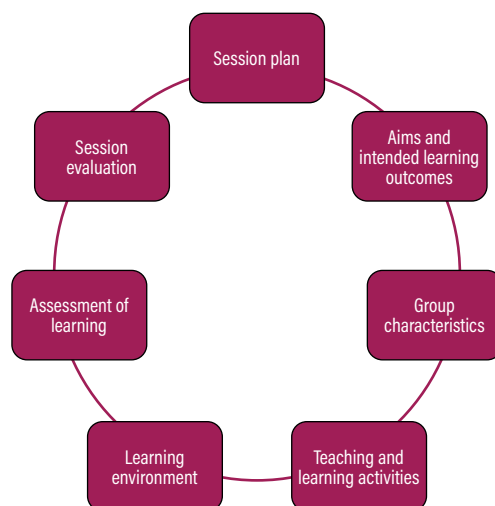 Session plan
Aims and
intended learning
outcomes
Group
characteristics
Teaching and
learning activities
Learning
environment
Assessment of
learning
Session
evaluation